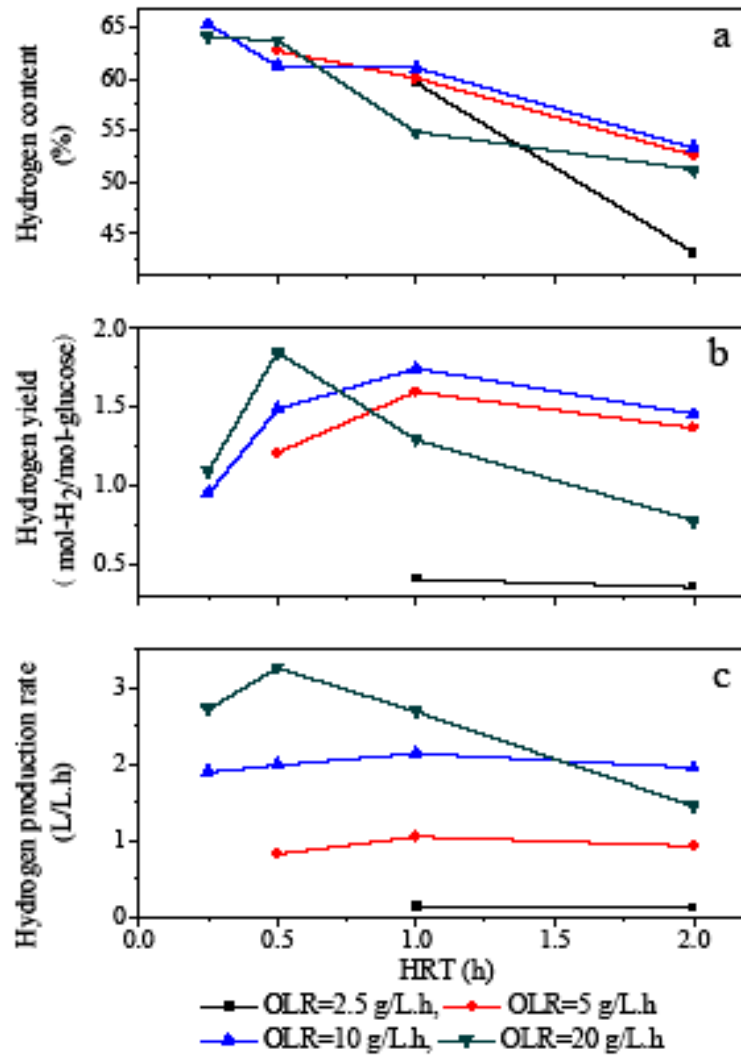 a
65
60
55
50
45
Hydrogen content
(%)
b
2.0
1.5
1.0
0.5
Hydrogen yield
( mol-H2/mol-glucose)
c
3
2
1
0
Hydrogen production rate
(L/L.h)
0.0 0.5 1.0 1.5 2.0
HRT (h)
OLR=2.5 g/L.h, OLR=5 g/L.h
OLR=10 g/L.h, OLR=20 g/L.h